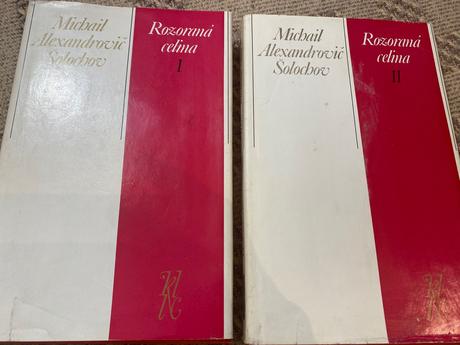 Michail
Alexandrovič
Šolochov
Rozoraná
celina
I
Michail
Alexandrovič
Šolochov
Rozoraná
celina
II